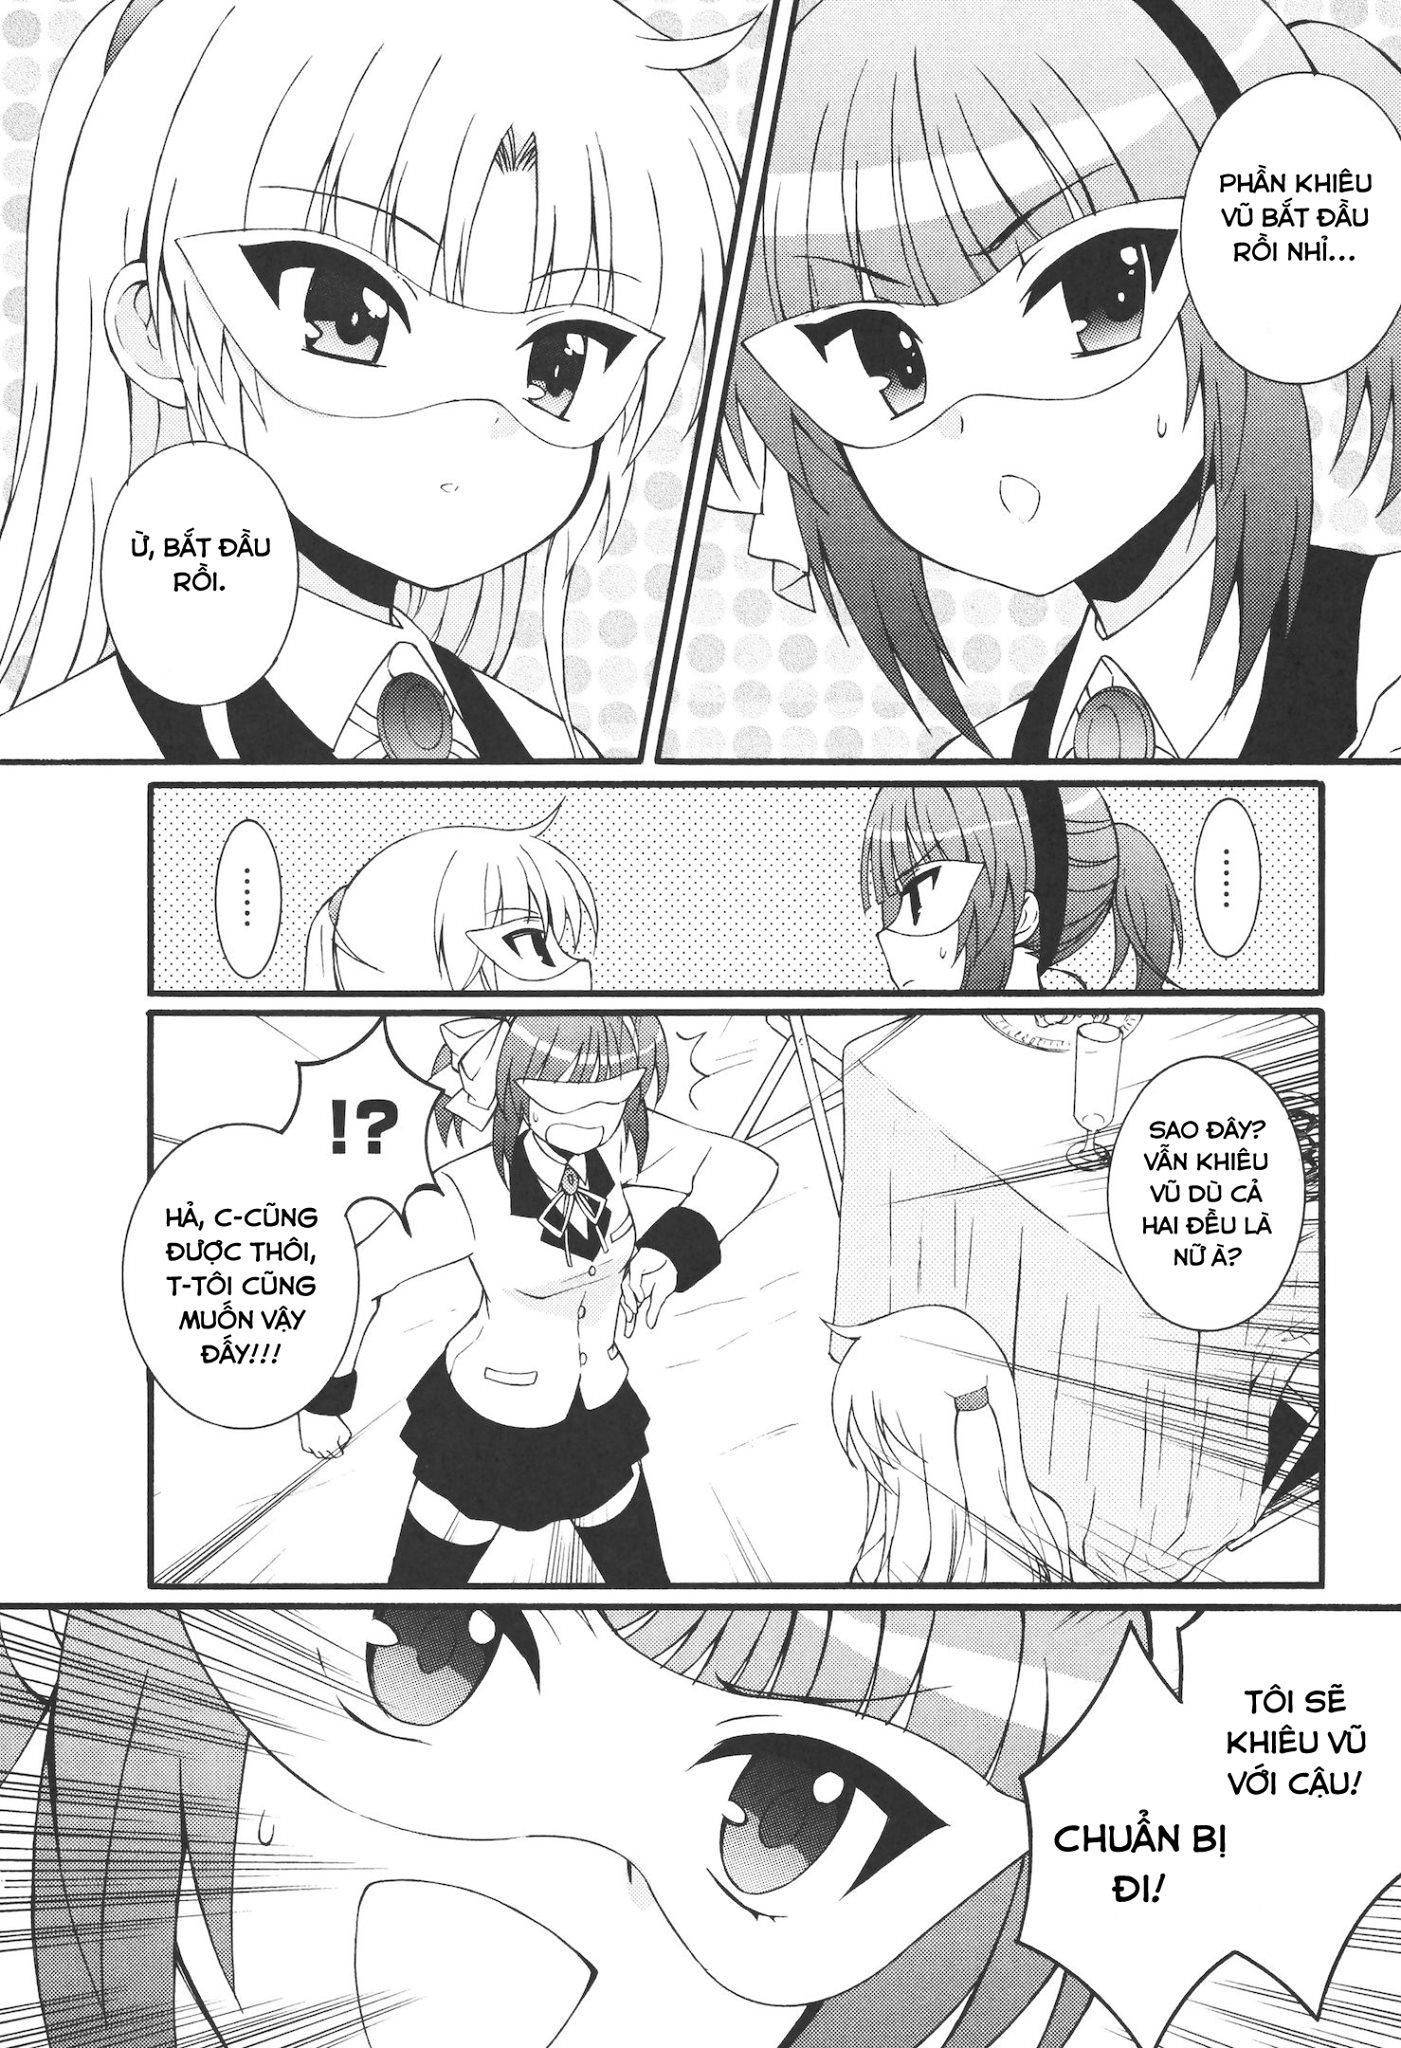 PHẦN KHIÊU
VŨ BẮT ĐẦU
RỒI NHỈ...
Ừ, BẮT ĐẦU
RỒI.
........
........
SAO ĐÂY?
VẪN KHIÊU
VŨ DÙ CẢ
HAI ĐỀU LÀ
NỮ À?
!?
HẢ, C-CŨNG
ĐƯỢC THÔI,
T-TÔI CŨNG
MUỐN VẬY
ĐẤY!!!
TÔI SẼ
KHIÊU VŨ
VỚI CẬU!
CHUẨN BỊ
ĐI!